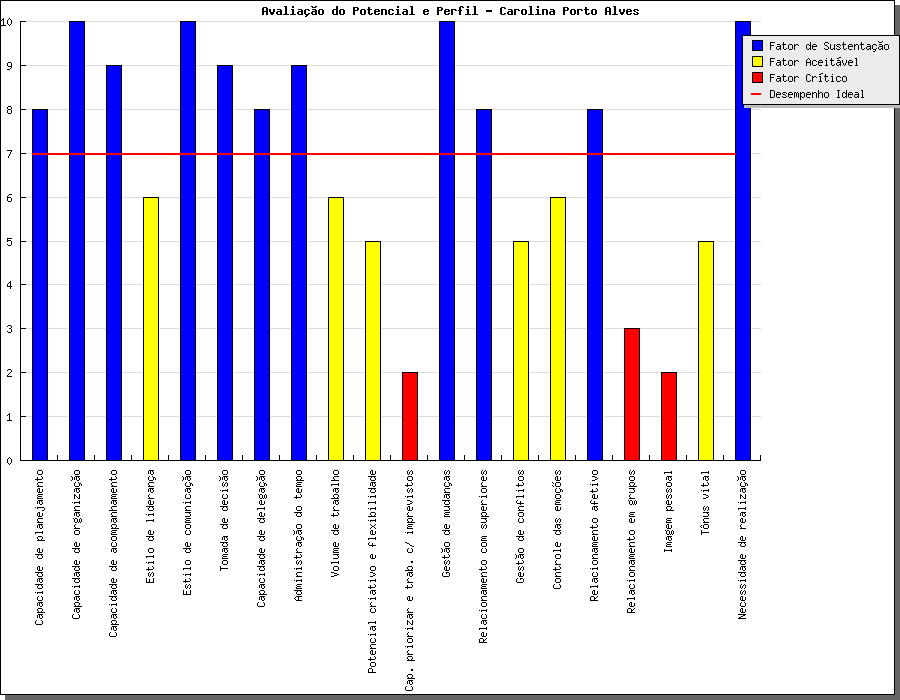 Avaliação do Potencial e Perfil - Carolina Porto Alves
Fator de Sustentação
Fator Aceitável
Fator Crítico
Desempenho Ideal
10
9
8
7
6
5
4
3
2
1
0
Capacidade de planejamento
Capacidade de organização
Capacidade de acompanhamento
Estilo de liderança
Estilo de comunicação
Tomada de decisão
Capacidade de delegação
Administração do tempo
Volume de trabalho
Potencial criativo e flexibilidade
Cap. priorizar e trab. c/ imprevistos
Gestão de mudanças
Relacionamento com superiores
Gestão de conflitos
Controle das emoções
Relacionamento afetivo
Relacionamento em grupos
Imagem pessoal
Tônus vital
Necessidade de realização